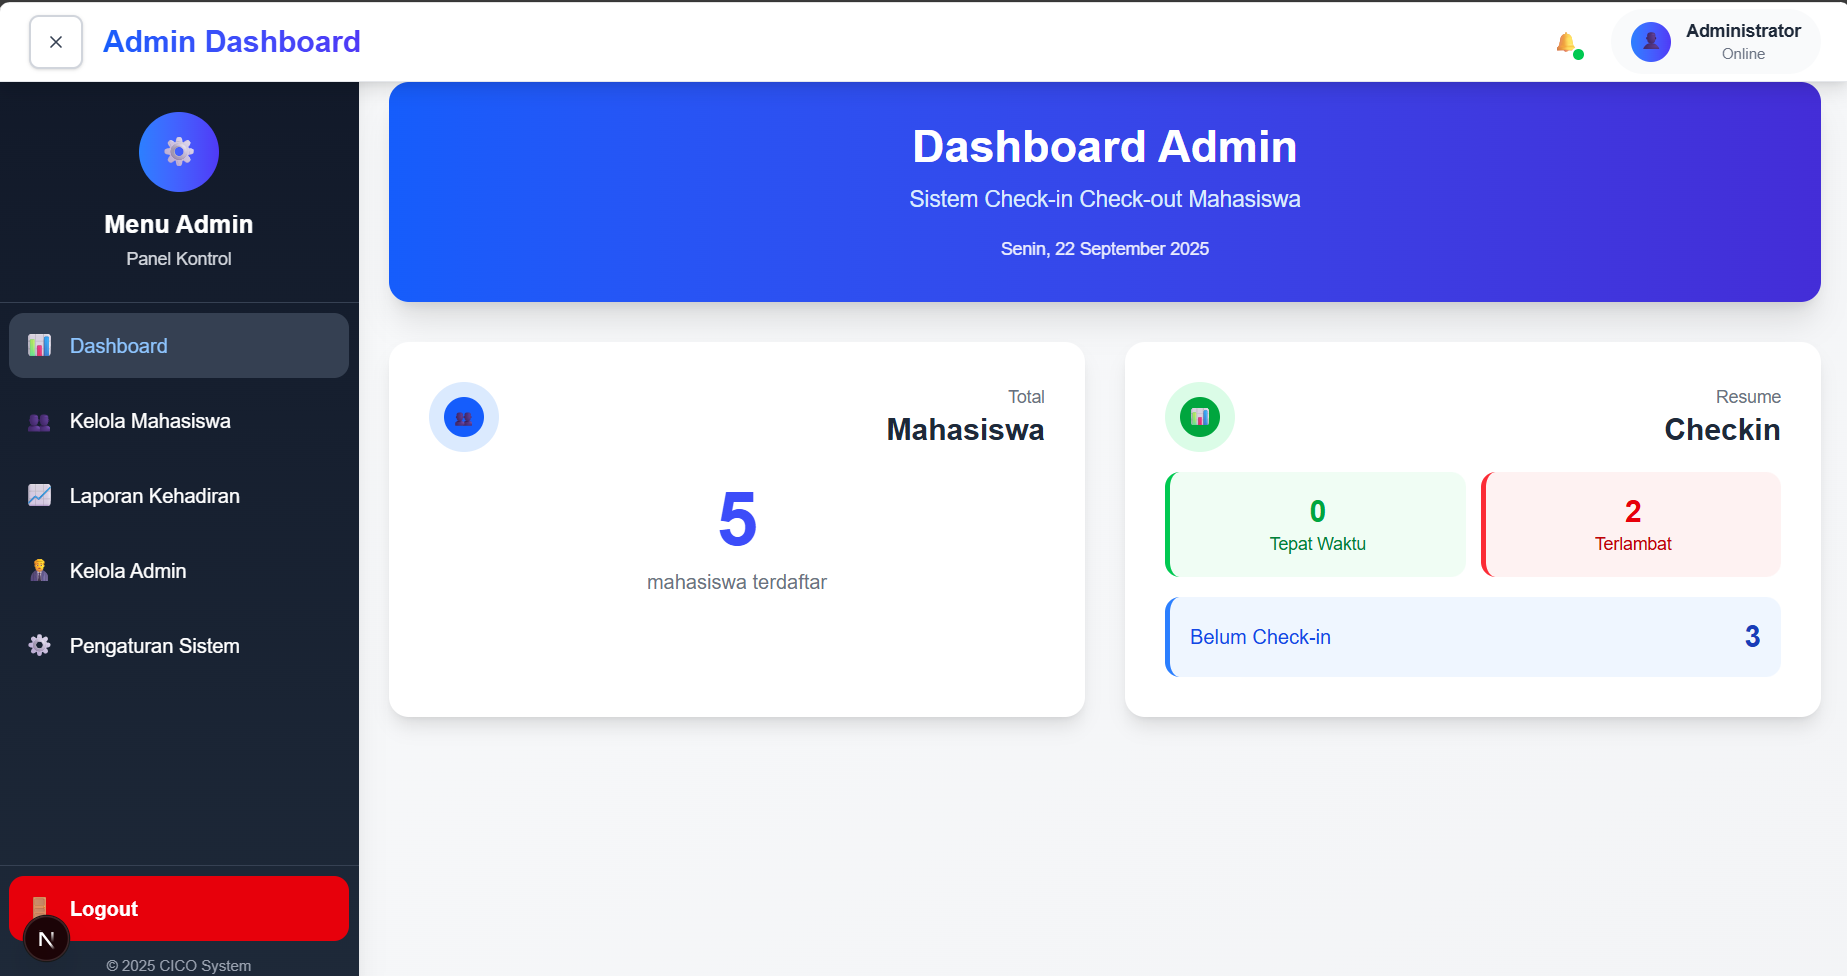 Admin Dashboard
Administrator
Online
Menu Admin
Panel Kontrol
Dashboard
Kelola Mahasiswa
Laporan Kehadiran
Kelola Admin
Pengaturan Sistem
Logout
N
© 2025 CICO System
Dashboard Admin
Sistem Check-in Check-out Mahasiswa
Senin, 22 September 2025
Total
Mahasiswa
5
mahasiswa terdaftar
Resume
Checkin
0
Tepat Waktu
2
Terlambat
Belum Check-in 3